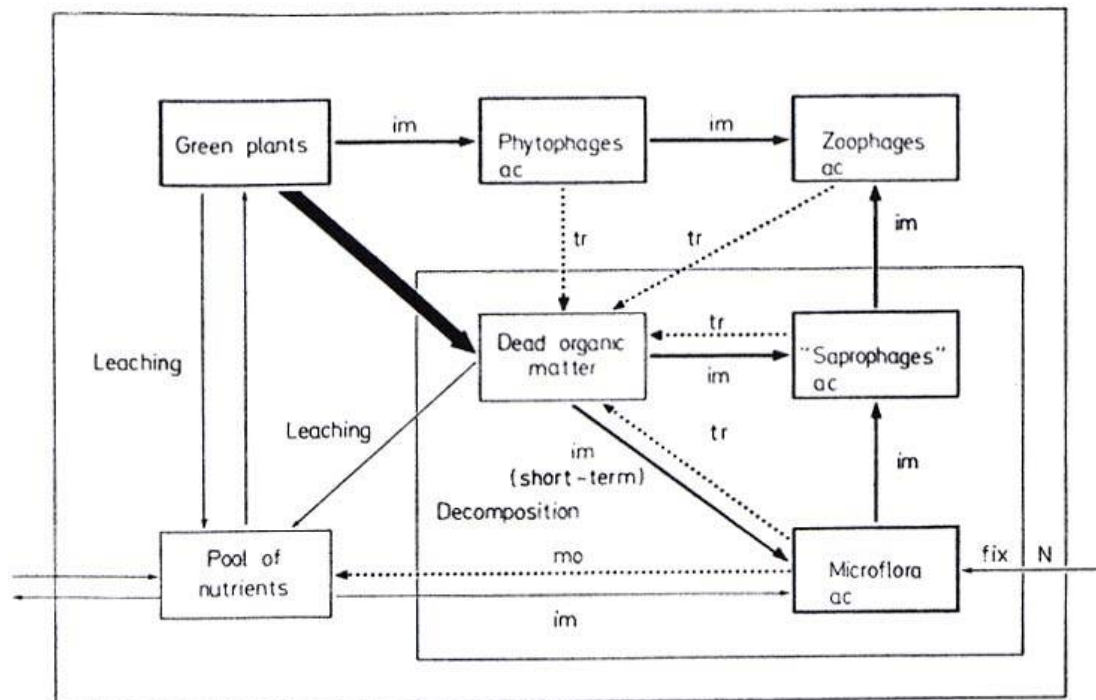 Green plants
im
Phytophages
ac
im
Zoophages
ac
tr
tr
im
Leaching
Dead organic
matter
tr
im
"Saprophages"
ac
Leaching
tr
im
(short-term)
im
Decomposition
Pool of
nutrients
mo
im
Microflora
ac
fix
N